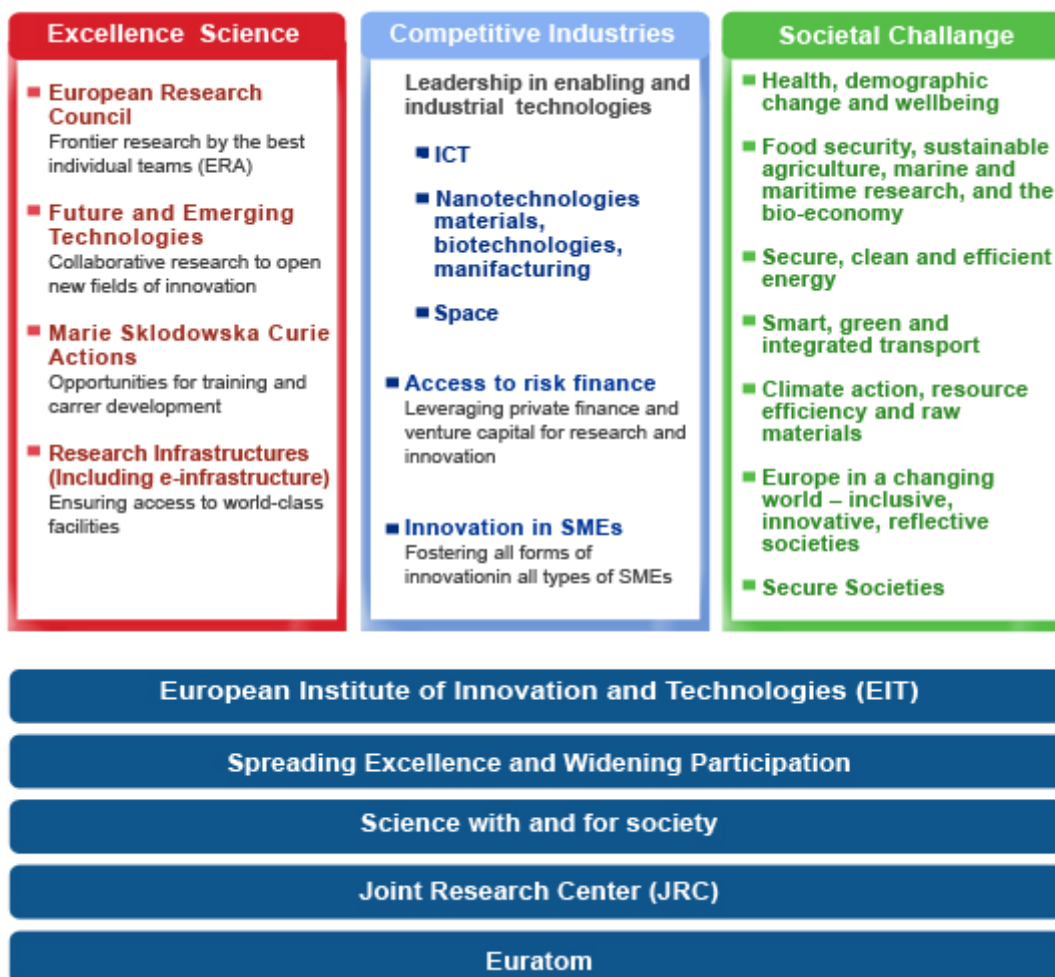 Excellence Science
European Research
Council
Frontier research by the best
individual teams (ERA)
Future and Emerging
Technologies
Collaborative research to open
new fields of innovation
Marie Sklodowska Curie
Actions
Opportunities for training and
carrer development
Research Infrastructures
(Including e-infrastructure)
Ensuring access to world-class
facilities
Competitive Industries
Leadership in enabling and
industrial technologies
ICT
Nanotechnologies
materials,
biotechnologies,
manifacturing
Space
Access to risk finance
Leveraging private finance and
venture capital for research and
innovation
Innovation in SMEs
Fostering all forms of
innovationin all types of SMEs
Societal Challange
Health, demographic
change and wellbeing
Food security, sustainable
agriculture, marine and
maritime research, and the
bio-economy
Secure, clean and efficient
energy
Smart, green and
integrated transport
Climate action, resource
efficiency and raw
materials
Europe in a changing
world – inclusive,
innovative, reflective
societies
Secure Societies
European Institute of Innovation and Technologies (EIT)
Spreading Excellence and Widening Participation
Science with and for society
Joint Research Center (JRC)
Euratom